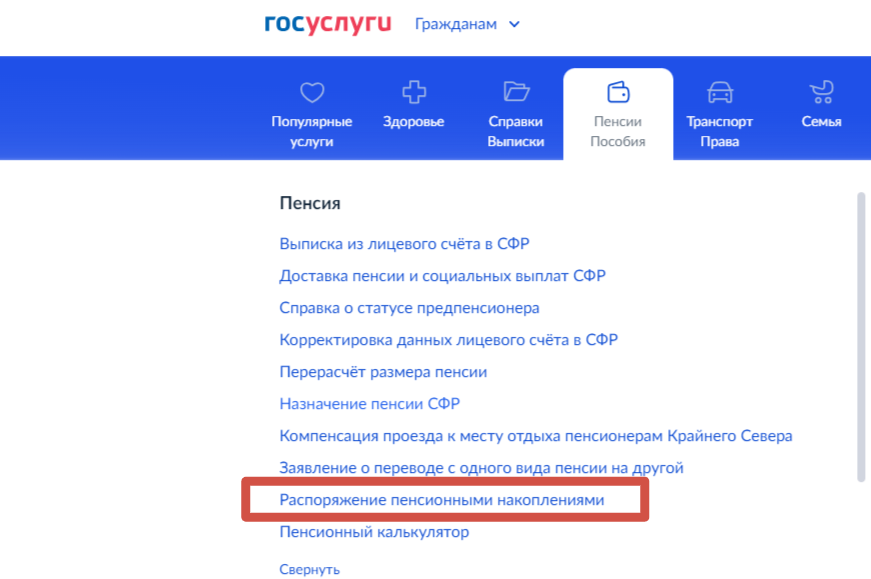 госуслуги Гражданам
Популярные услуги
Здоровье
Справки Выписки
Пенсии Пособия
Транспорт Права
Семья
Пенсия
Выписка из лицевого счёта в СФР
Доставка пенсии и социальных выплат СФР
Справка о статусе предпенсионера
Корректировка данных лицевого счёта в СФР
Перерасчёт размера пенсии
Назначение пенсии СФР
Компенсация проезда к месту отдыха пенсионерам Крайнего Севера
Заявление о переводе с одного вида пенсии на другой
Распоряжение пенсионными накоплениями
Пенсионный калькулятор
Свернуть